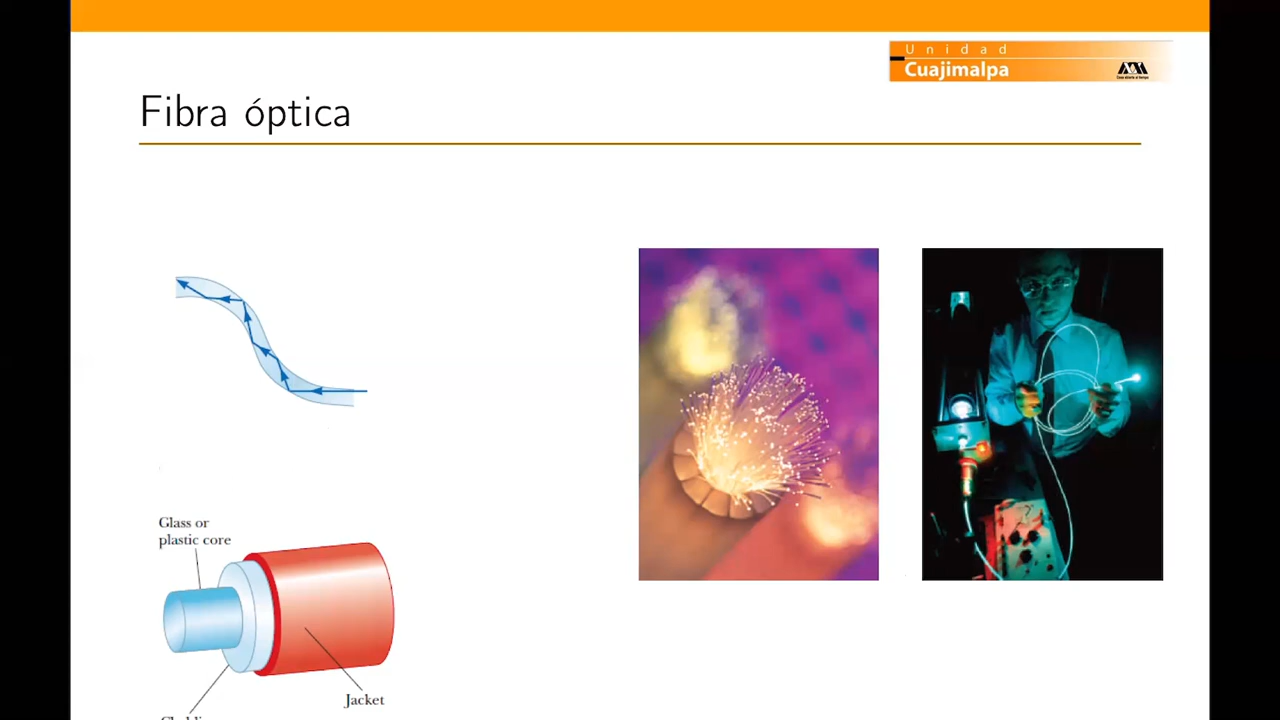 Unidad
Cuajimalpa
Fibra óptica
Glass or
plastic core
Jacket